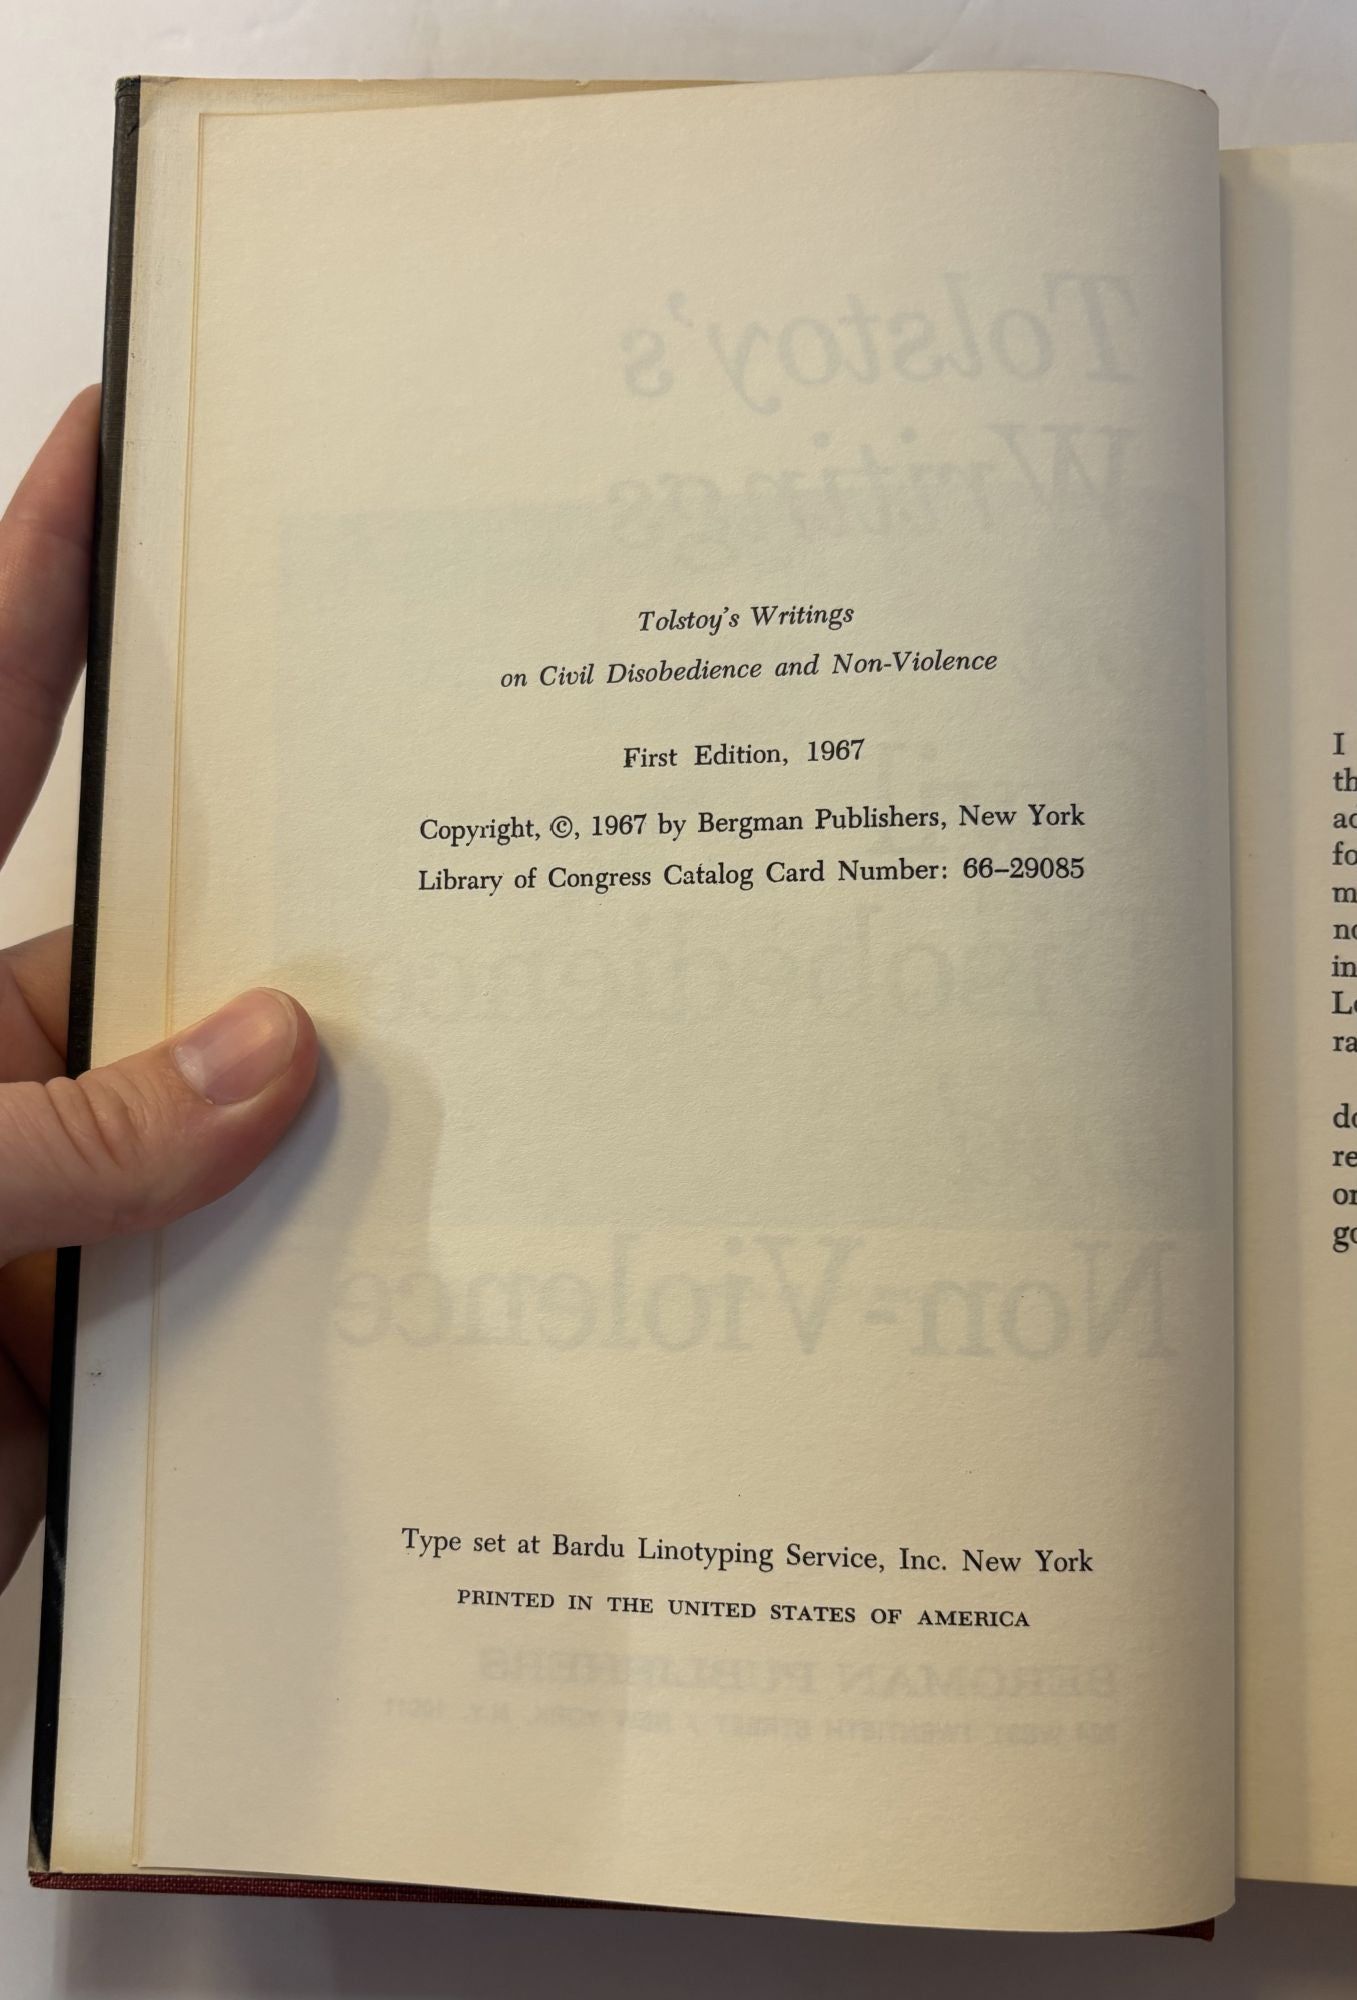 Tolstoy's Writings
on Civil Disobedience and Non-Violence
First Edition, 1967
Copyright, ©, 1967 by Bergman Publishers, New York
Library of Congress Catalog Card Number: 66–29085
Type set at Bardu Linotyping Service, Inc. New York
PRINTED IN THE UNITED STATES OF AMERICA
I